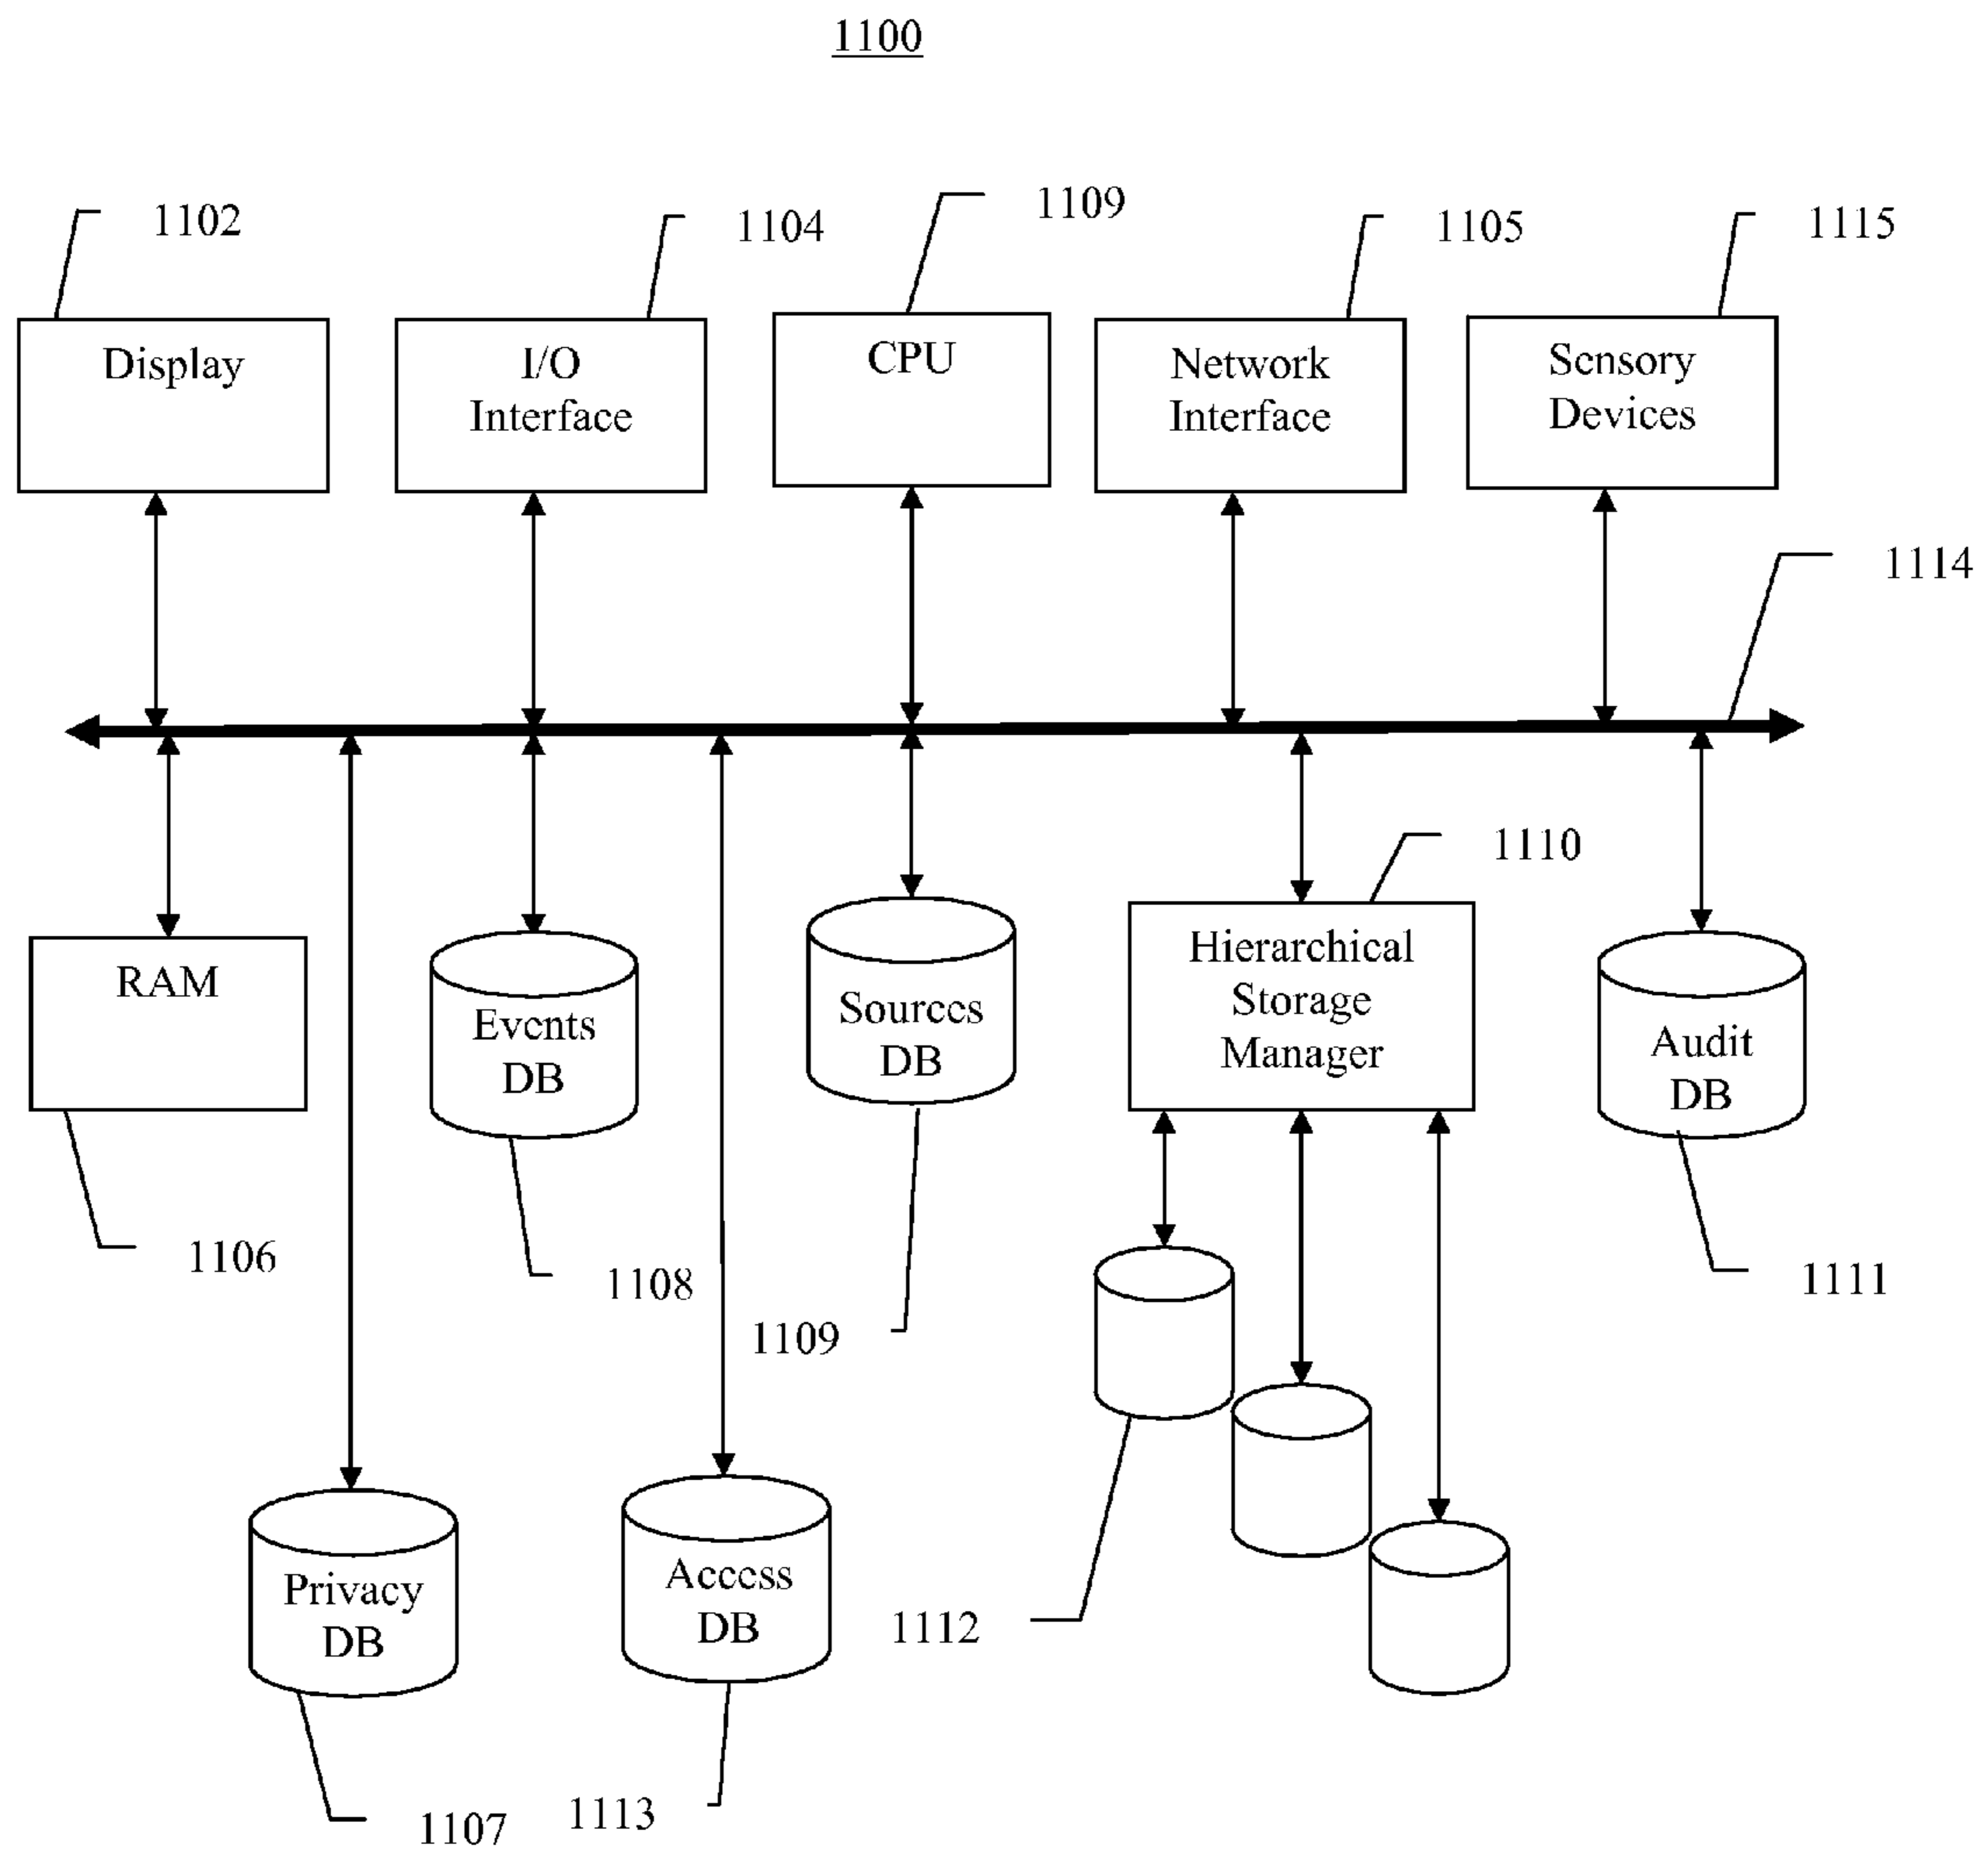 1100
1102
1104
1109
1105
1115
Display
I/O
Interface
CPU
Network
Interface
Sensory
Devices
1114
1110
RAM
Events
DB
Sources
DB
Hierarchical
Storage
Manager
Audit
DB
1106
1108
1109
1111
Privacy
DB
Access
DB
1112
1107
1113